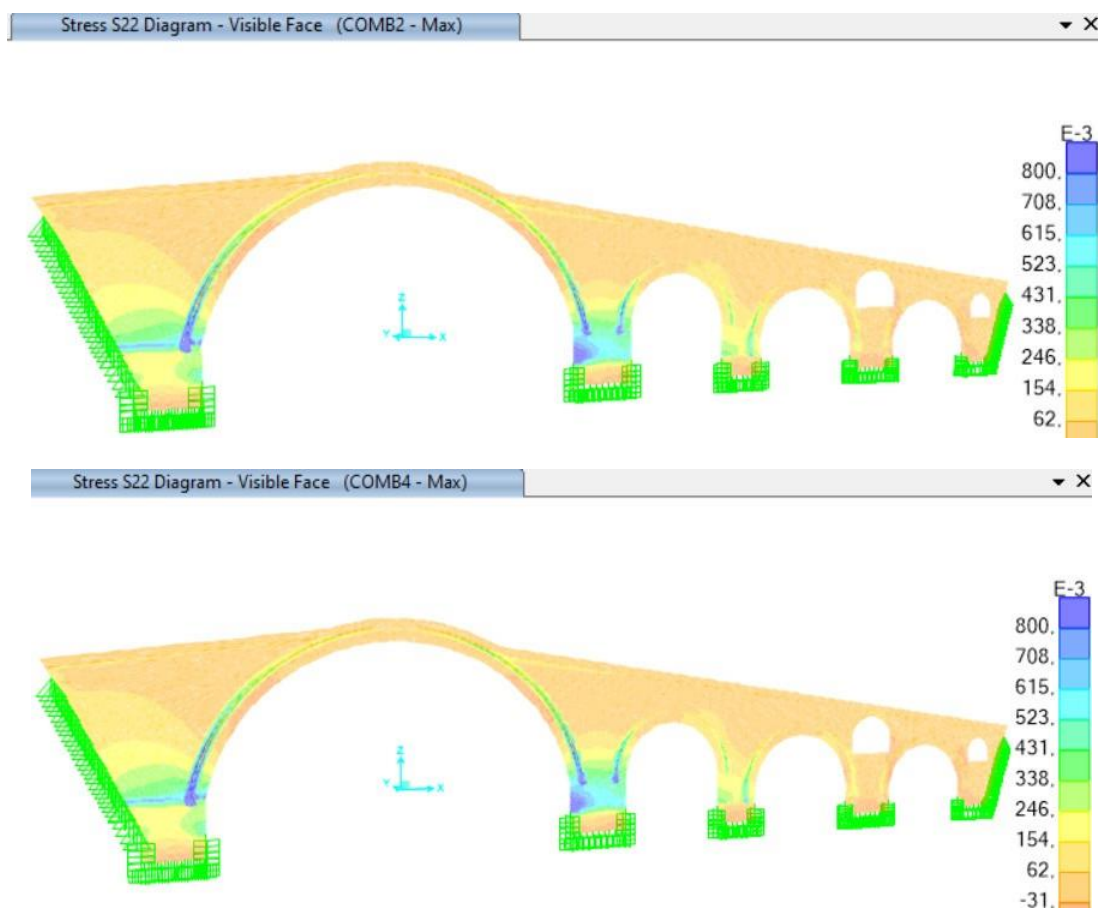 Stress S22 Diagram - Visible Face (COMB2 - Max)
E-3
800.
708.
615.
523.
431.
338.
246.
154.
62.
Z
Y X
Stress S22 Diagram - Visible Face (COMB4 - Max)
E-3
800.
708.
615.
523.
431.
338.
246.
154.
62.
-31.
Z
Y X